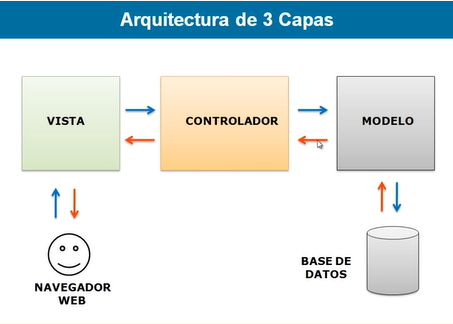 Arquitectura de 3 Capas
VISTA
CONTROLADOR
MODELO
NAVEGADOR
WEB
BASE DE
DATOS